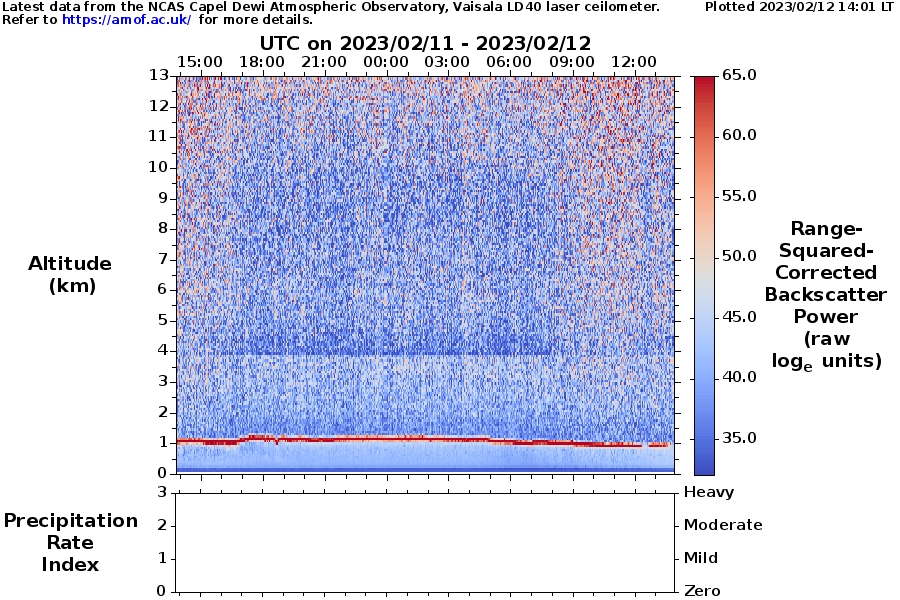 Latest data from the NCAS Capel Dewi Atmospheric Observatory, Vaisala LD40 laser ceilometer.
Plotted 2023/02/12 14:01 LT
Refer to https://amof.ac.uk/ for more details.
UTC on 2023/02/11 - 2023/02/12
15:00 18:00 21:00 00:00 03:00 06:00 09:00 12:00
13
12
11
10
9
8
7
6
5
4
3
2
1
0
Altitude
(km)
65.0
60.0
55.0
50.0
45.0
40.0
35.0
Range-
Squared-
Corrected
Backscatter
Power
(raw
logₑ units)
3
2
1
0
Precipitation
Rate
Index
Heavy
Moderate
Mild
Zero